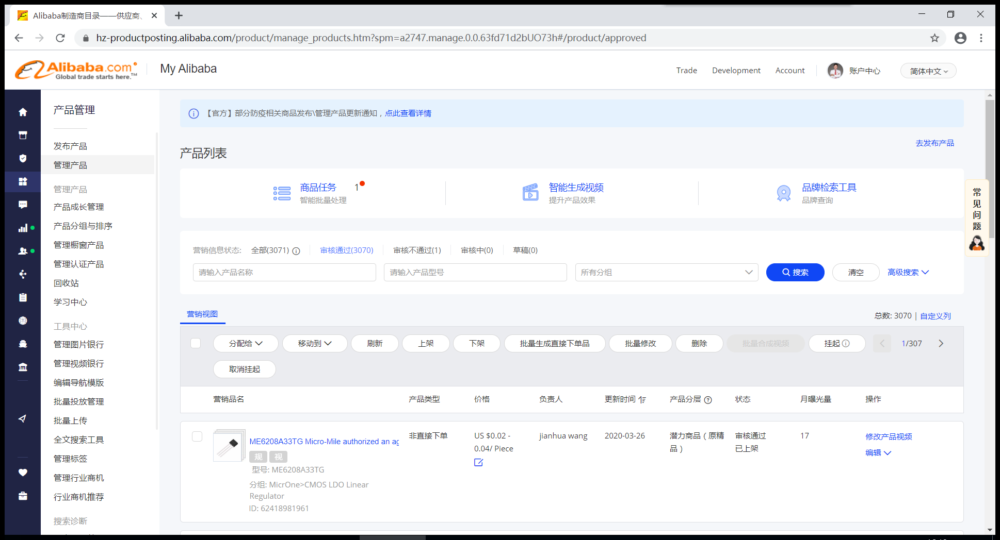 Alibaba制造商目录——供应商、
hz-productposting.alibaba.com/product/manage_products.htm?spm=a2747.manage.0.0.63fd71d2bUO73h#/product/approved
Alibaba.com
Global trade starts here.™
My Alibaba
Trade
Development
Account
账户中心
简体中文
产品管理
发布产品
管理产品
管理产品
产品成长管理
产品分组与排序
管理橱窗产品
管理认证产品
回收站
学习中心
工具中心
管理图片银行
管理视频银行
编辑导航模版
批量投放管理
批量上传
全文搜索工具
管理标签
管理行业商机
行业商机推荐
搜索诊断
【官方】部分防疫相关商品发布\管理产品更新通知，点此查看详情
去发布产品
产品列表
商品任务 1
智能批量处理
智能生成视频
提升产品效果
品牌检索工具
品牌查询
常
见
问
题
营销信息状态: 全部(3071) 审核通过(3070) 审核不通过(1) 审核中(0) 草稿(0)
请输入产品名称 请输入产品型号 所有分组 搜索 清空 高级搜索
营销视图
总数: 3070 | 自定义列
分配给 移动到 刷新 上架 下架 批量生成直接下单品 批量修改 删除 批量合成视频 挂起 1/307
取消挂起
营销品名 产品类型 价格 负责人 更新时间 产品分层 状态 月曝光量 操作
ME6208A33TG Micro-Mile authorized an ag
规 视
型号: ME6208A33TG
分组: MicrOne>CMOS LDO Linear
Regulator
ID: 62418981961
非直接下单
US $0.02 -
0.04/ Piece
jianhua wang
2020-03-26
潜力商品（原精
品）
审核通过
已上架
17
修改产品视频
编辑